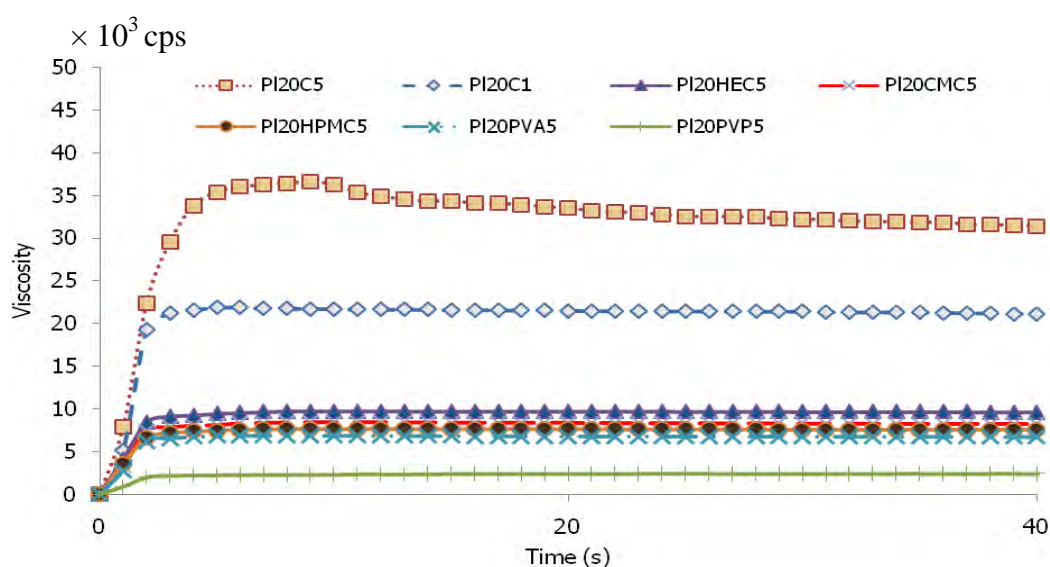 × 10³ cps
50
45
40
35
30
25
20
15
10
5
0
Viscosity
Pl20C5 Pl20C1 Pl20HEC5 Pl20CMC5
Pl20HPMC5 Pl20PVA5 Pl20PVP5
0 20 40
Time (s)